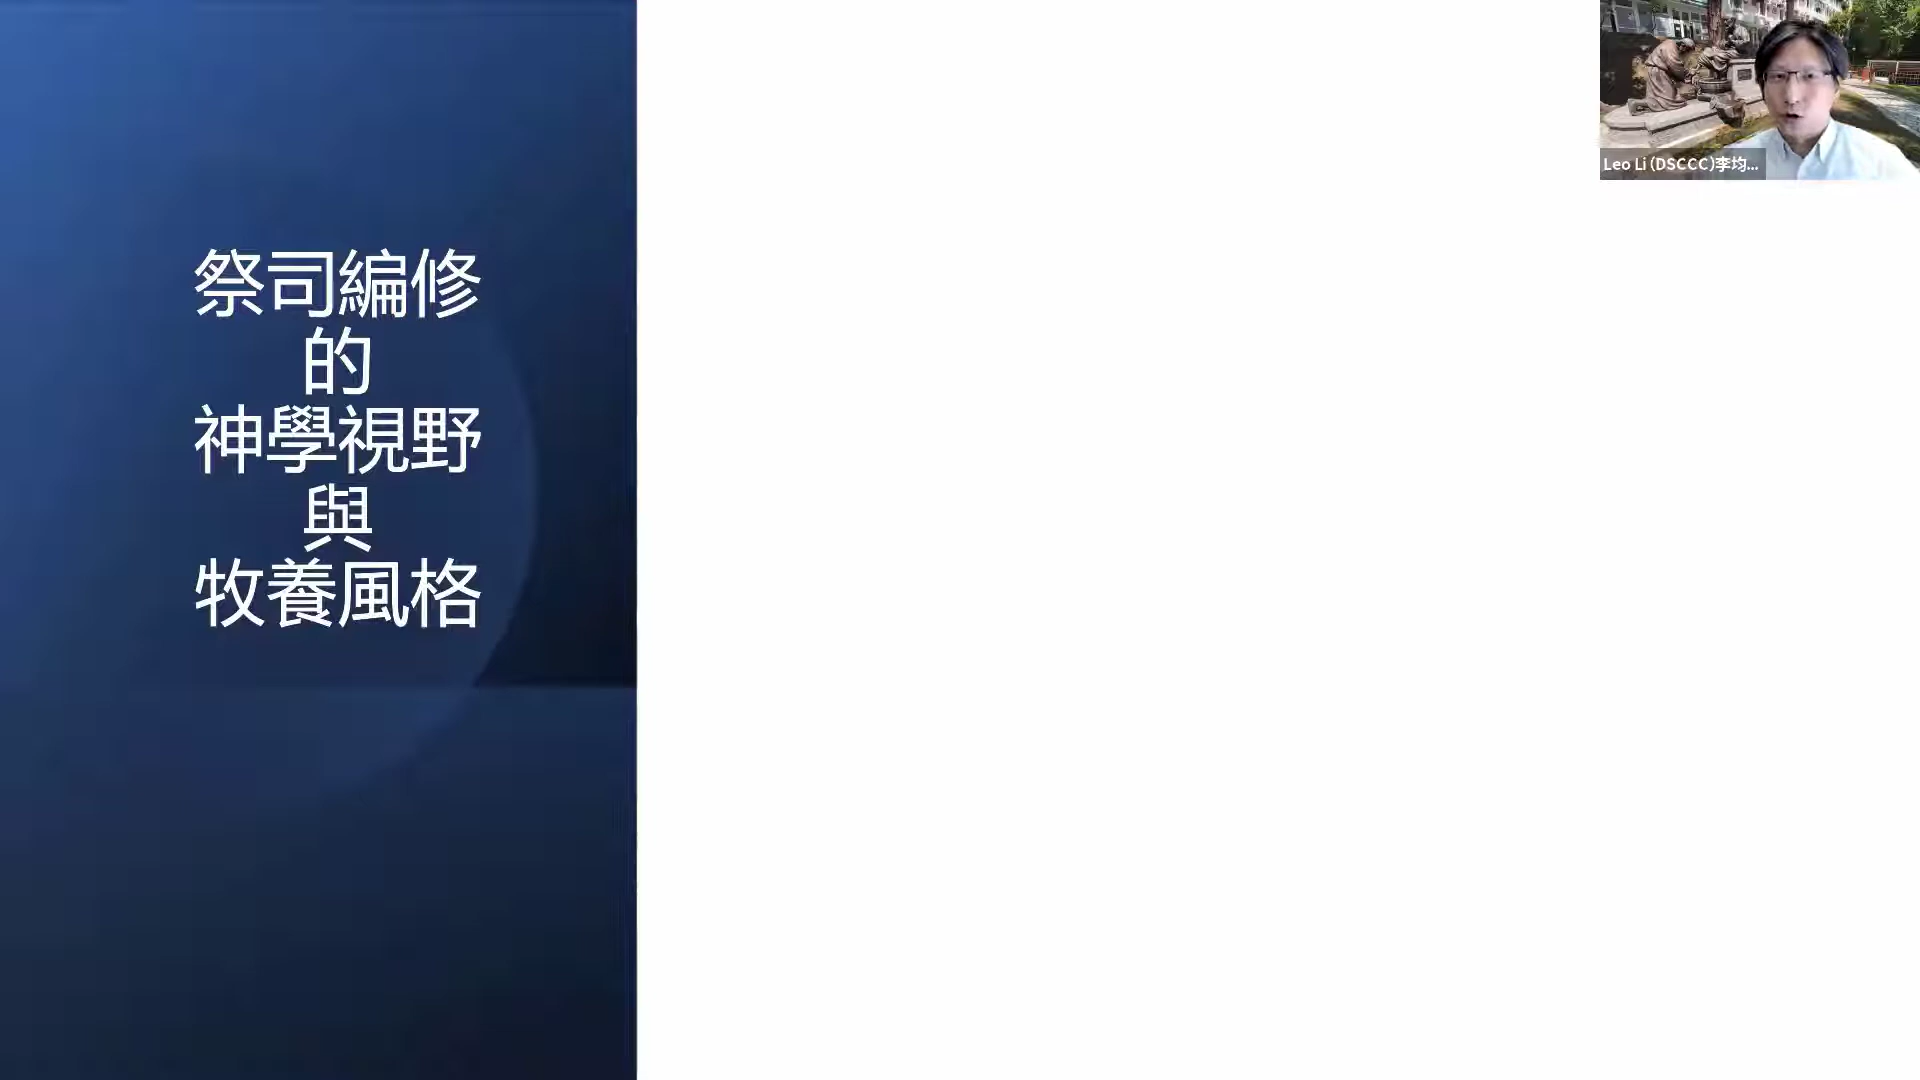 祭司編修
的
神學視野
與
牧養風格
Leo Li (DSCCC)李均...